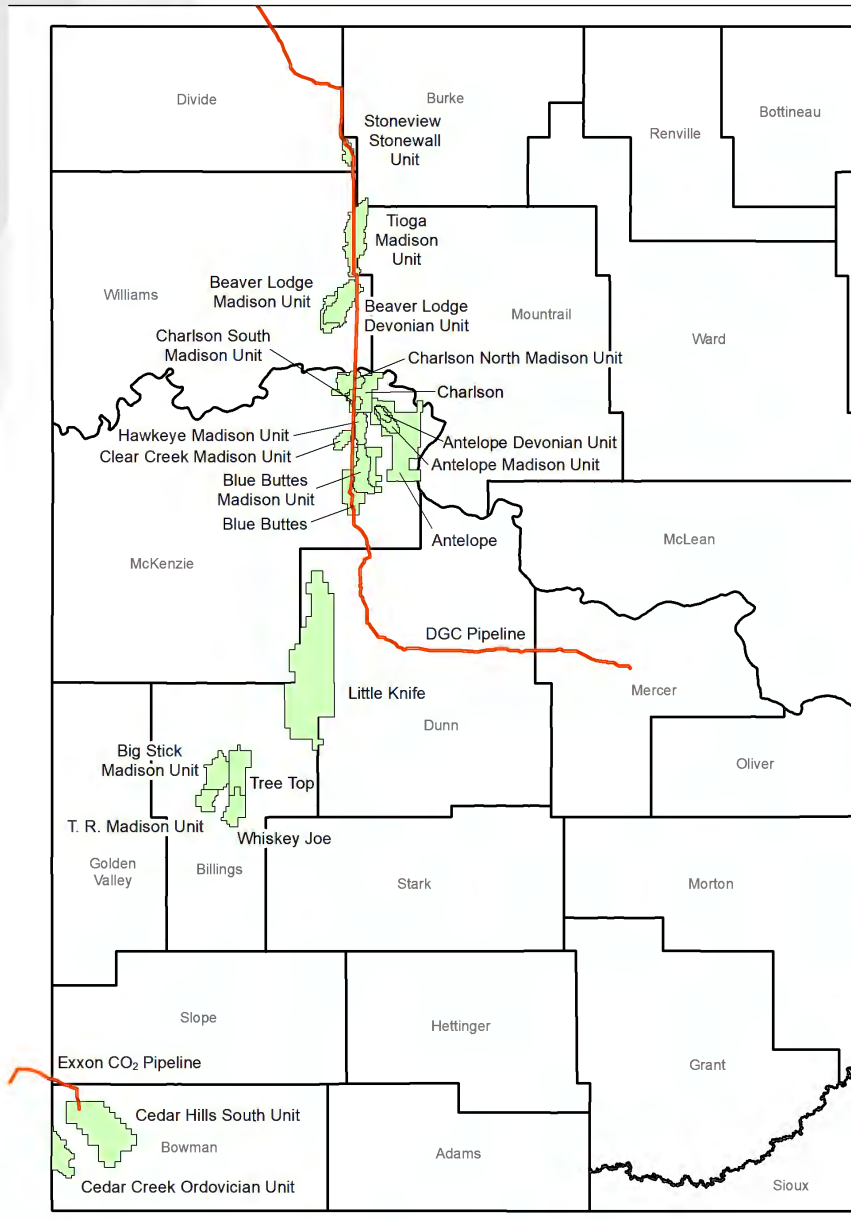 Divide
Burke
Renville
Bottineau
Stoneview
Stonewall
Unit
Tioga
Madison
Unit
Williams
Beaver Lodge
Madison Unit
Beaver Lodge
Devonian Unit
Mountrail
Ward
Charlson South
Madison Unit
Charlson North Madison Unit
Charlson
Hawkeye Madison Unit
Clear Creek Madison Unit
Antelope Devonian Unit
Antelope Madison Unit
Blue Buttes
Madison Unit
Blue Buttes
Antelope
McLean
McKenzie
DGC Pipeline
Mercer
Little Knife
Dunn
Big Stick
Madison Unit
Tree Top
Oliver
T. R. Madison Unit
Whiskey Joe
Golden
Valley
Billings
Stark
Morton
Slope
Hettinger
Grant
Exxon CO₂ Pipeline
Cedar Hills South Unit
Bowman
Adams
Cedar Creek Ordovician Unit
Sioux